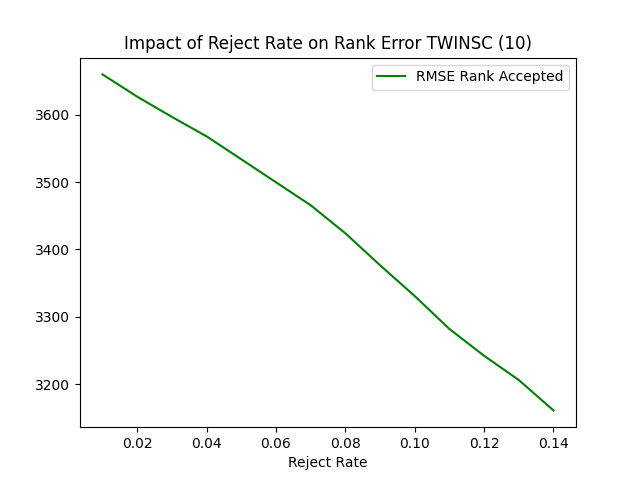 Impact of Reject Rate on Rank Error TWINSC (10)
RMSE Rank Accepted
3600
3500
3400
3300
3200
0.02 0.04 0.06 0.08 0.10 0.12 0.14
Reject Rate